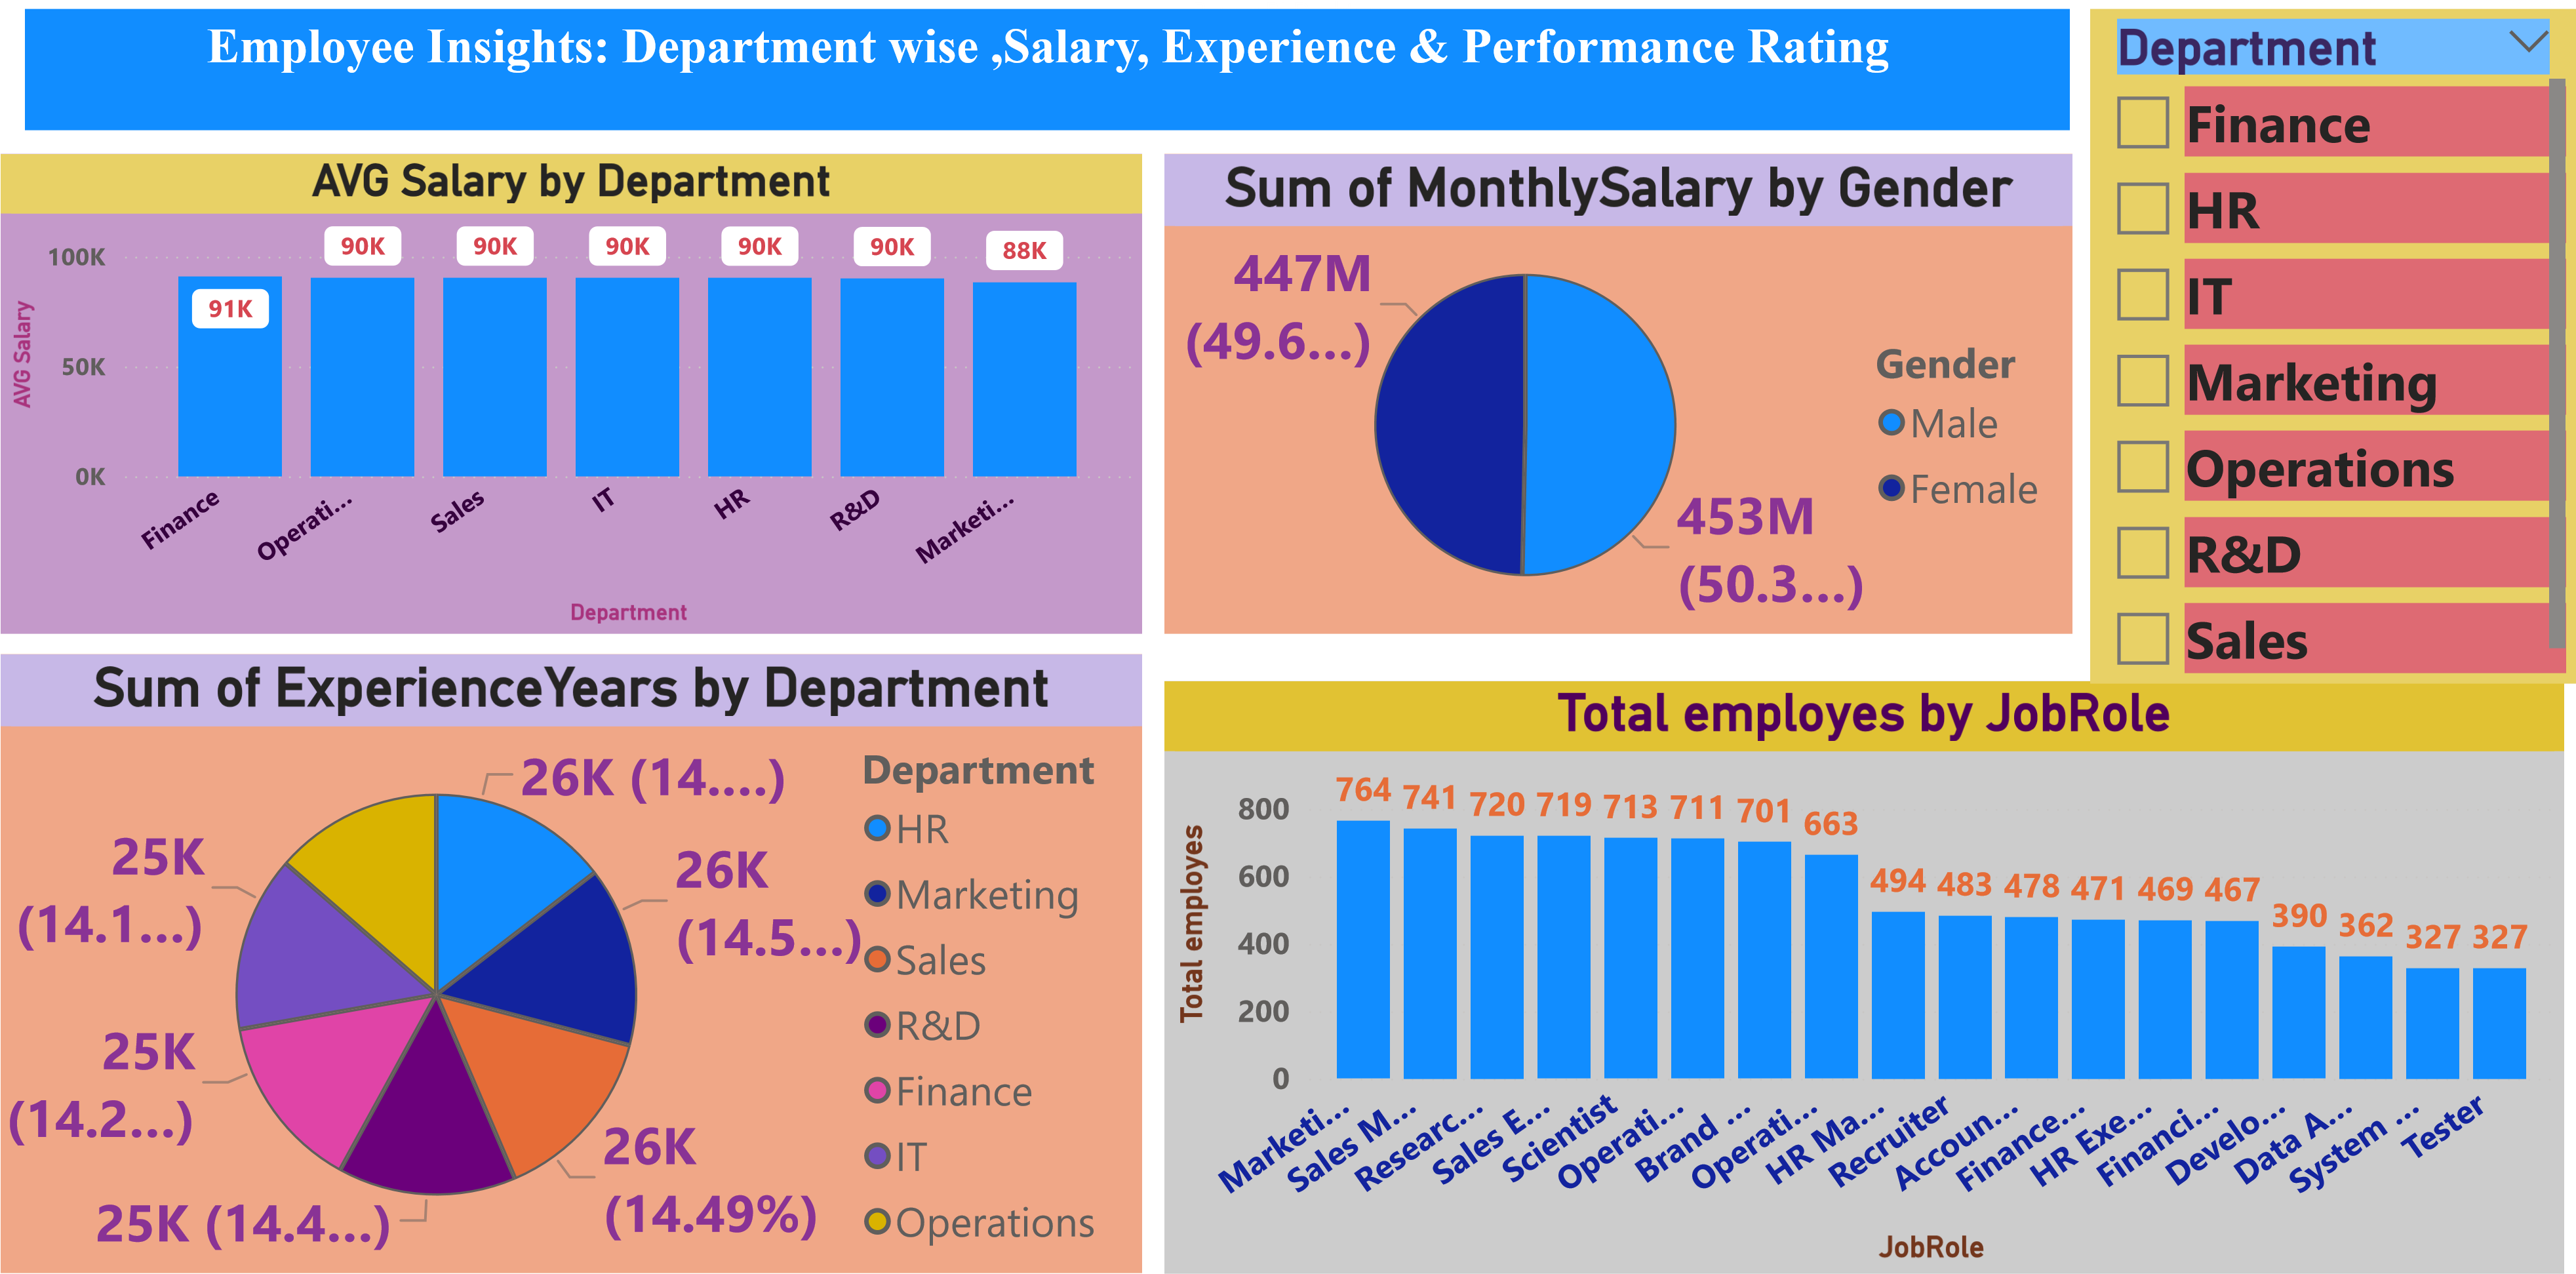 Employee Insights: Department wise ,Salary, Experience & Performance Rating
Department
Finance
HR
IT
Marketing
Operations
R&D
Sales
AVG Salary by Department
AVG Salary
100K
50K
0K
91K
90K
90K
90K
90K
90K
88K
Finance
Operati...
Sales
IT
HR
R&D
Marketi...
Department
Sum of MonthlySalary by Gender
447M
(49.6...)
453M
(50.3...)
Gender
Male
Female
Sum of ExperienceYears by Department
26K (14....)
26K
(14.5...)
26K
(14.49%)
25K (14.4...)
25K
(14.2...)
25K
(14.1...)
Department
HR
Marketing
Sales
R&D
Finance
IT
Operations
Total employes by JobRole
Total employes
800
600
400
200
0
764
741
720
719
713
711
701
663
494
483
478
471
469
467
390
362
327
327
Marketi...
Sales M...
Researc...
Sales E...
Scientist
Operati...
Brand ...
Operati...
HR Ma...
Recruiter
Accoun...
Finance...
HR Exe...
Financi...
Develo...
Data A...
System ...
Tester
JobRole